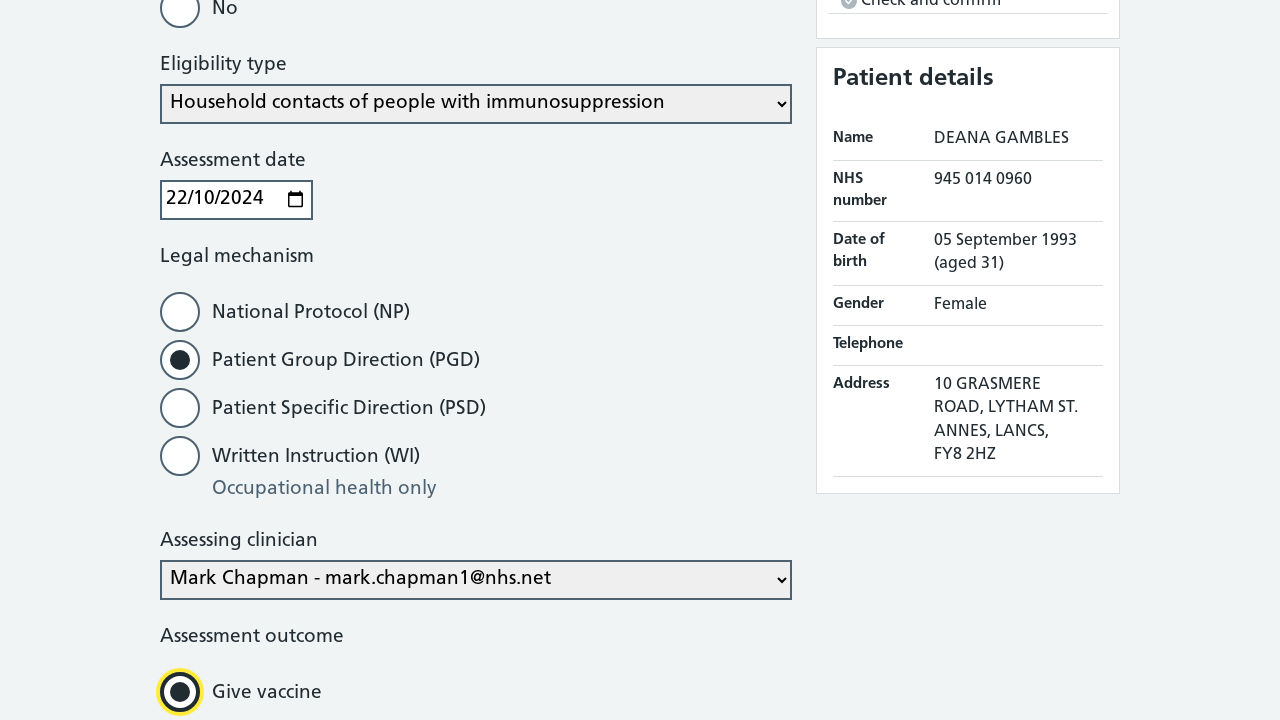 No
Eligibility type
Household contacts of people with immunosuppression
Assessment date
22/10/2024
Legal mechanism
National Protocol (NP)
Patient Group Direction (PGD)
Patient Specific Direction (PSD)
Written Instruction (WI)
Occupational health only
Assessing clinician
Mark Chapman - mark.chapman1@nhs.net
Assessment outcome
Give vaccine
Check and confirm
Patient details
Name DEANA GAMBLES
NHS number 945 014 0960
Date of birth 05 September 1993 (aged 31)
Gender Female
Telephone
Address 10 GRASMERE
ROAD, LYTHAM ST.
ANNES, LANCS,
FY8 2HZ